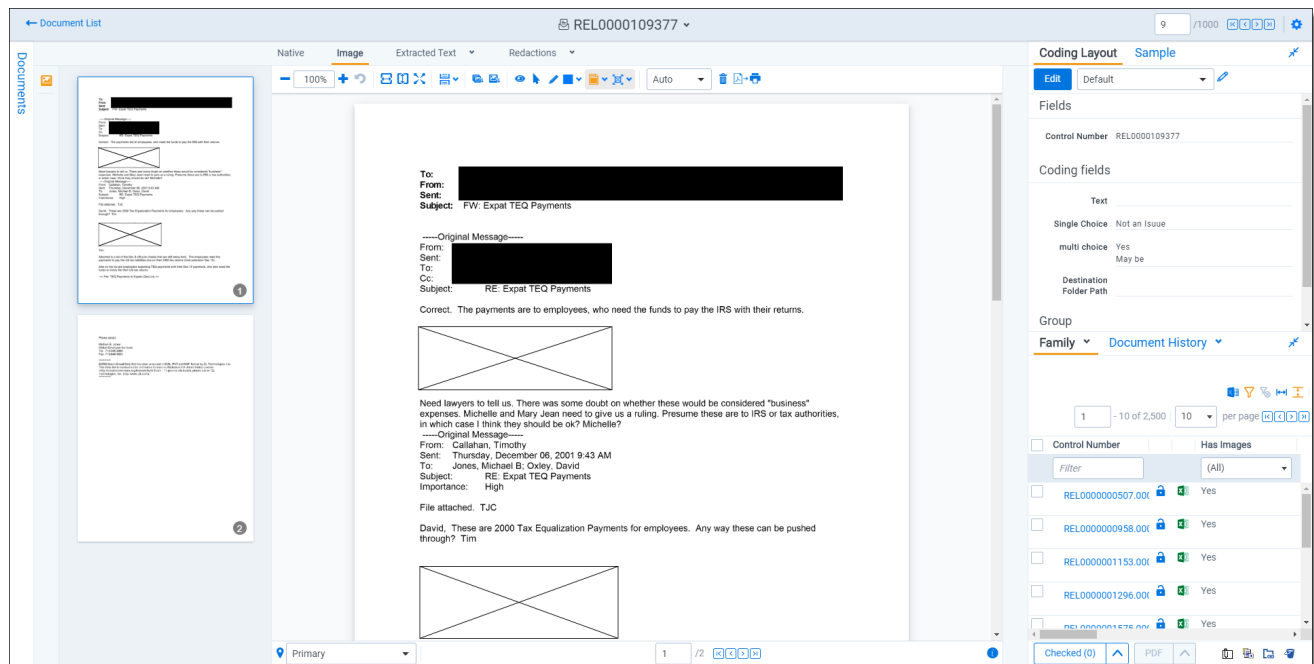 ← Document List
REL0000109377
9 /1000
Documents
Native Image Extracted Text Redactions
100% Auto
To:
From:
Sent:
Subject: FW: Expat TEQ Payments
-----Original Message-----
From:
Sent:
To:
Cc:
Subject: RE: Expat TEQ Payments
Correct. The payments are to employees, who need the funds to pay the IRS with their returns.
Need lawyers to tell us. There was some doubt on whether these would be considered "business"
expenses. Michelle and Mary Jean need to give us a ruling. Presume these are to IRS or tax authorities,
in which case I think they should be ok? Michelle?
-----Original Message-----
From: Callahan, Timothy
Sent: Thursday, December 06, 2001 9:43 AM
To: Jones, Michael B; Oxley, David
Subject: RE: Expat TEQ Payments
Importance: High
File attached. TJC
David, These are 2000 Tax Equalization Payments for employees. Any way these can be pushed
through? Tim
1
2
Primary
1 /2
Coding Layout Sample
Edit Default
Fields
Control Number REL0000109377
Coding fields
Text
Single Choice Not an Isuue
multi choice Yes
May be
Destination
Folder Path
Group
Family Document History
1 - 10 of 2,500 10 per page
Control Number Has Images
Filter (All)
REL0000000507.000 Yes
REL0000000958.000 Yes
REL0000001153.000 Yes
REL0000001296.000 Yes
REL0000001575.000 Yes
Checked (0) PDF